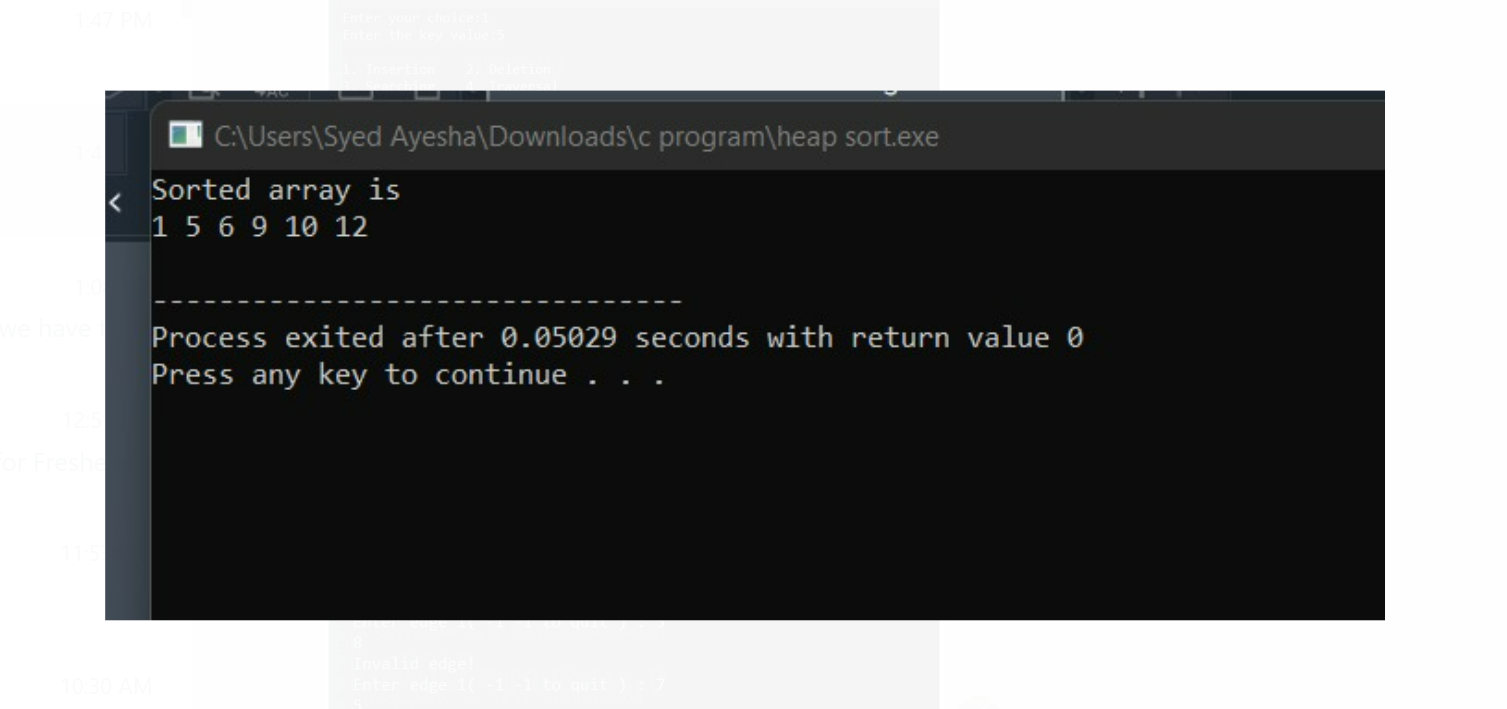 1:47 PM
Enter your choice:1
Enter the key value:5
1. Insertion 2. Deletion
C:\Users\Syed Ayesha\Downloads\c program\heap sort.exe
Sorted array is
1 5 6 9 10 12
--------------------------------
Process exited after 0.05029 seconds with return value 0
Press any key to continue . . .
we have
12:5
or Freshe
11:5
8
Invalid edge!
Enter edge 1( -1 -1 to quit ) : 7
10:30 AM
5